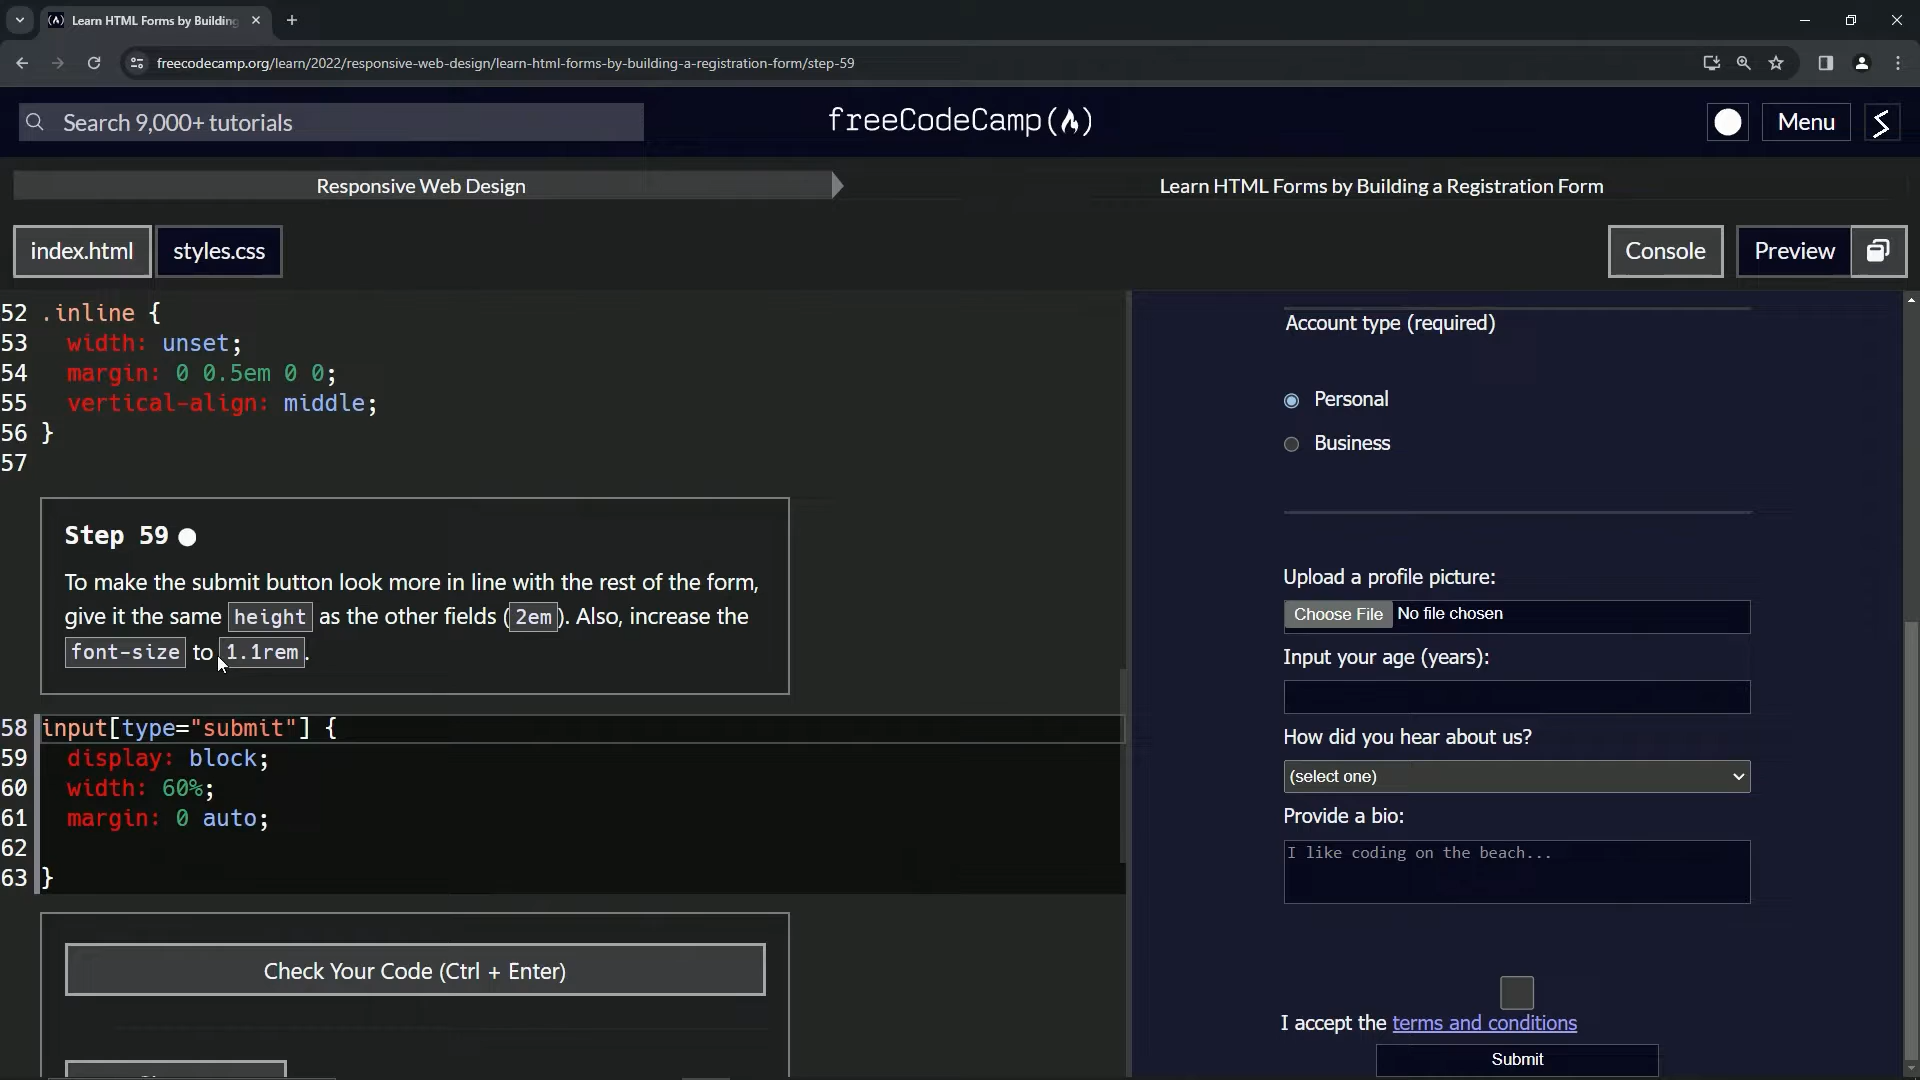 Learn HTML Forms by Building
freecodecamp.org/learn/2022/responsive-web-design/learn-html-forms-by-building-a-registration-form/step-59
Search 9,000+ tutorials
freeCodeCamp
Menu
Responsive Web Design
Learn HTML Forms by Building a Registration Form
index.html
styles.css
Console
Preview
52 .inline {
53 width: unset;
54 margin: 0 0.5em 0 0;
55 vertical-align: middle;
56 }
57
Step 59
To make the submit button look more in line with the rest of the form,
give it the same height as the other fields (2em). Also, increase the
font-size to 1.1rem.
58 input[type="submit"] {
59 display: block;
60 width: 60%;
61 margin: 0 auto;
62
63 }
Check Your Code (Ctrl + Enter)
Account type (required)
Personal
Business
Upload a profile picture:
Choose File No file chosen
Input your age (years):
How did you hear about us?
(select one)
Provide a bio:
I like coding on the beach...
I accept the terms and conditions
Submit